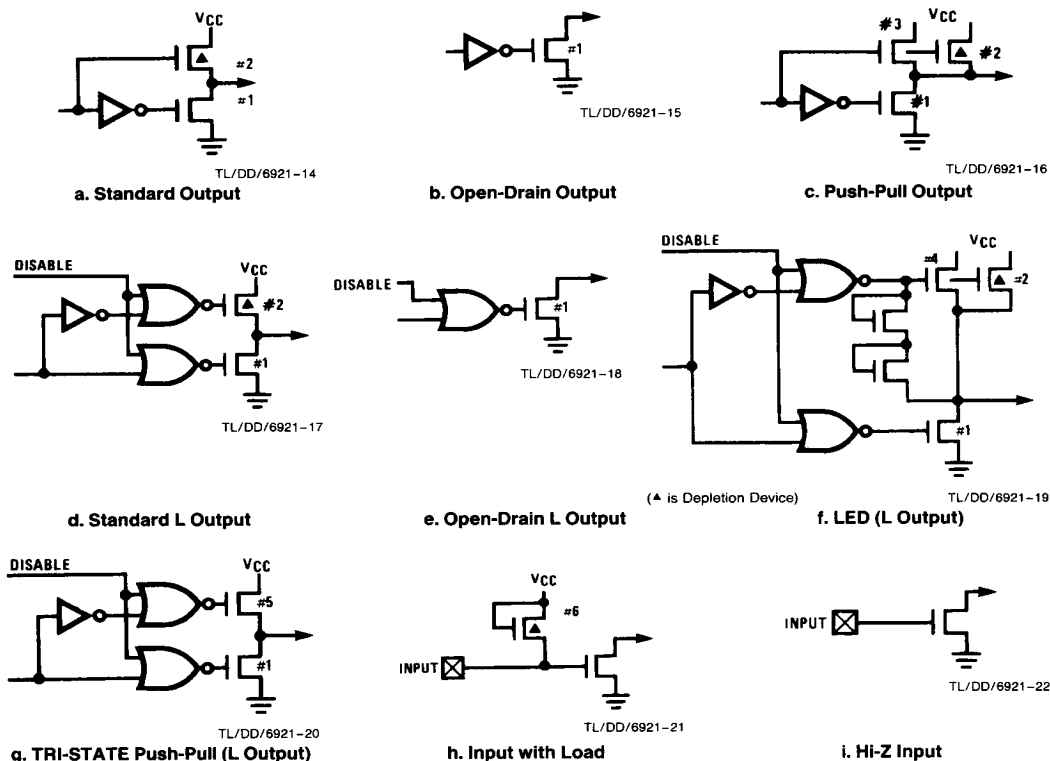 VCC
#2
#1
TL/DD/6921-14
a. Standard Output
#1
TL/DD/6921-15
b. Open-Drain Output
#3
VCC
#2
#1
TL/DD/6921-16
c. Push-Pull Output
DISABLE
VCC
#2
#1
TL/DD/6921-17
d. Standard L Output
DISABLE
#1
TL/DD/6921-18
e. Open-Drain L Output
DISABLE
VCC
#4
#2
#1
(▲ is Depletion Device)
TL/DD/6921-19
f. LED (L Output)
DISABLE
VCC
#5
#1
TL/DD/6921-20
g. TRI-STATE Push-Pull (L Output)
VCC
#6
INPUT
TL/DD/6921-21
h. Input with Load
INPUT
TL/DD/6921-22
i. Hi-Z Input